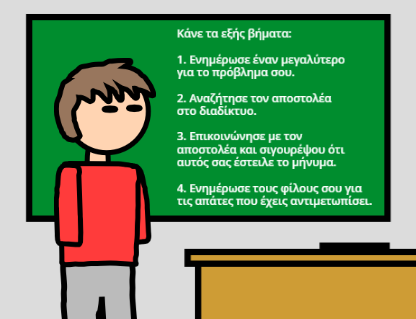 Κάνε τα εξής βήματα:
1. Ενημέρωσε έναν μεγαλύτερο
για το πρόβλημα σου.
2. Αναζήτησε τον αποστολέα
στο διαδίκτυο.
3. Επικοινώνησε με τον
αποστολέα και σιγουρέψου ότι
αυτός σας έστειλε το μήνυμα.
4. Ενημέρωσε τους φίλους σου για
τις απάτες που έχεις αντιμετωπίσει.